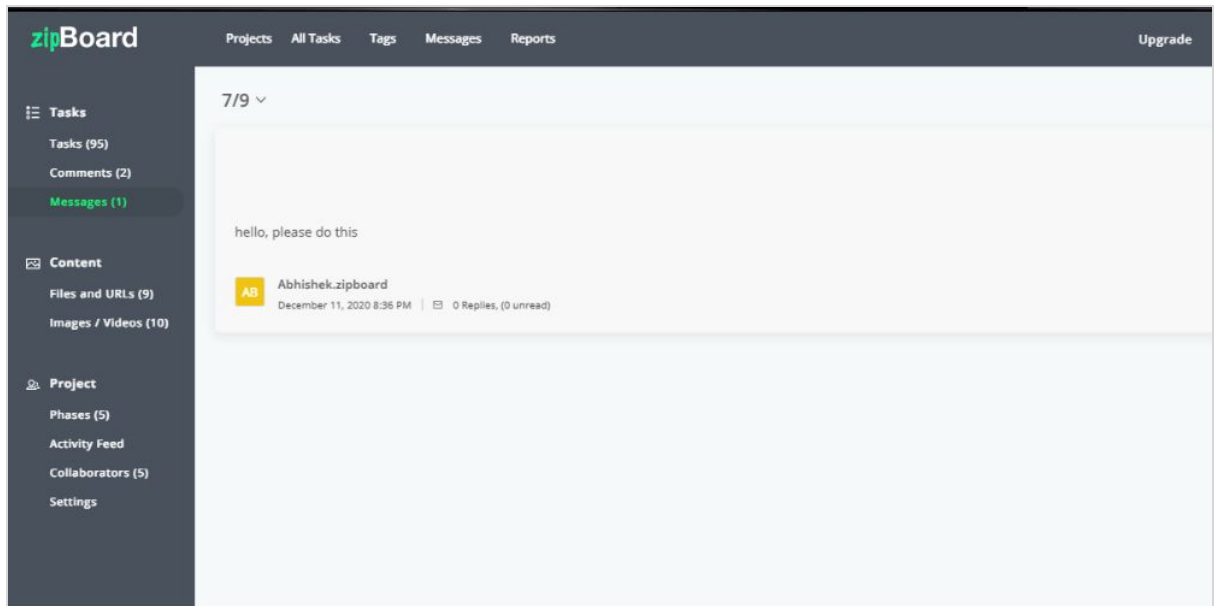 zipBoard
Projects All Tasks Tags Messages Reports Upgrade
Tasks
Tasks (95)
Comments (2)
Messages (1)
Content
Files and URLs (9)
Images / Videos (10)
Project
Phases (5)
Activity Feed
Collaborators (5)
Settings
7/9
hello, please do this
AB
Abhishek.zipboard
December 11, 2020 8:36 PM | 0 Replies, (0 unread)